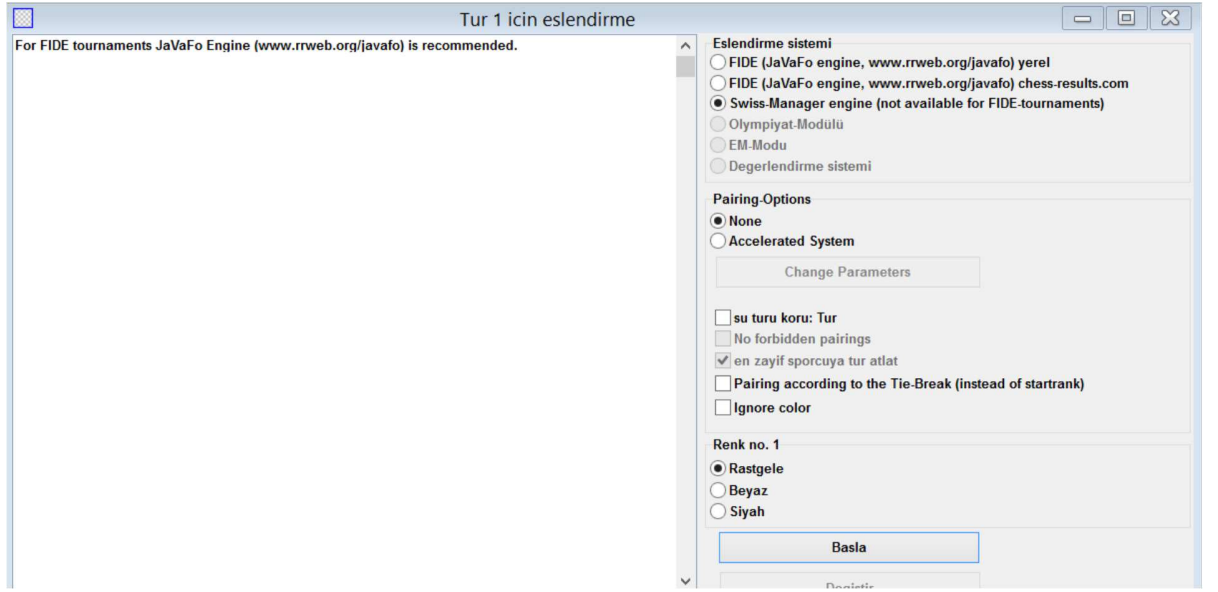 Tur 1 icin eslendirme
For FIDE tournaments JaVaFo Engine (www.rrweb.org/javafo) is recommended.
Eslendirme sistemi
FIDE (JaVaFo engine, www.rrweb.org/javafo) yerel
FIDE (JaVaFo engine, www.rrweb.org/javafo) chess-results.com
Swiss-Manager engine (not available for FIDE-tournaments)
Olympiyat-Modülü
EM-Modu
Degerlendirme sistemi
Pairing-Options
None
Accelerated System
Change Parameters
su turu koru: Tur
No forbidden pairings
en zayif sporcuya tur atlat
Pairing according to the Tie-Break (instead of startrank)
Ignore color
Renk no. 1
Rastgele
Beyaz
Siyah
Basla
Degistir